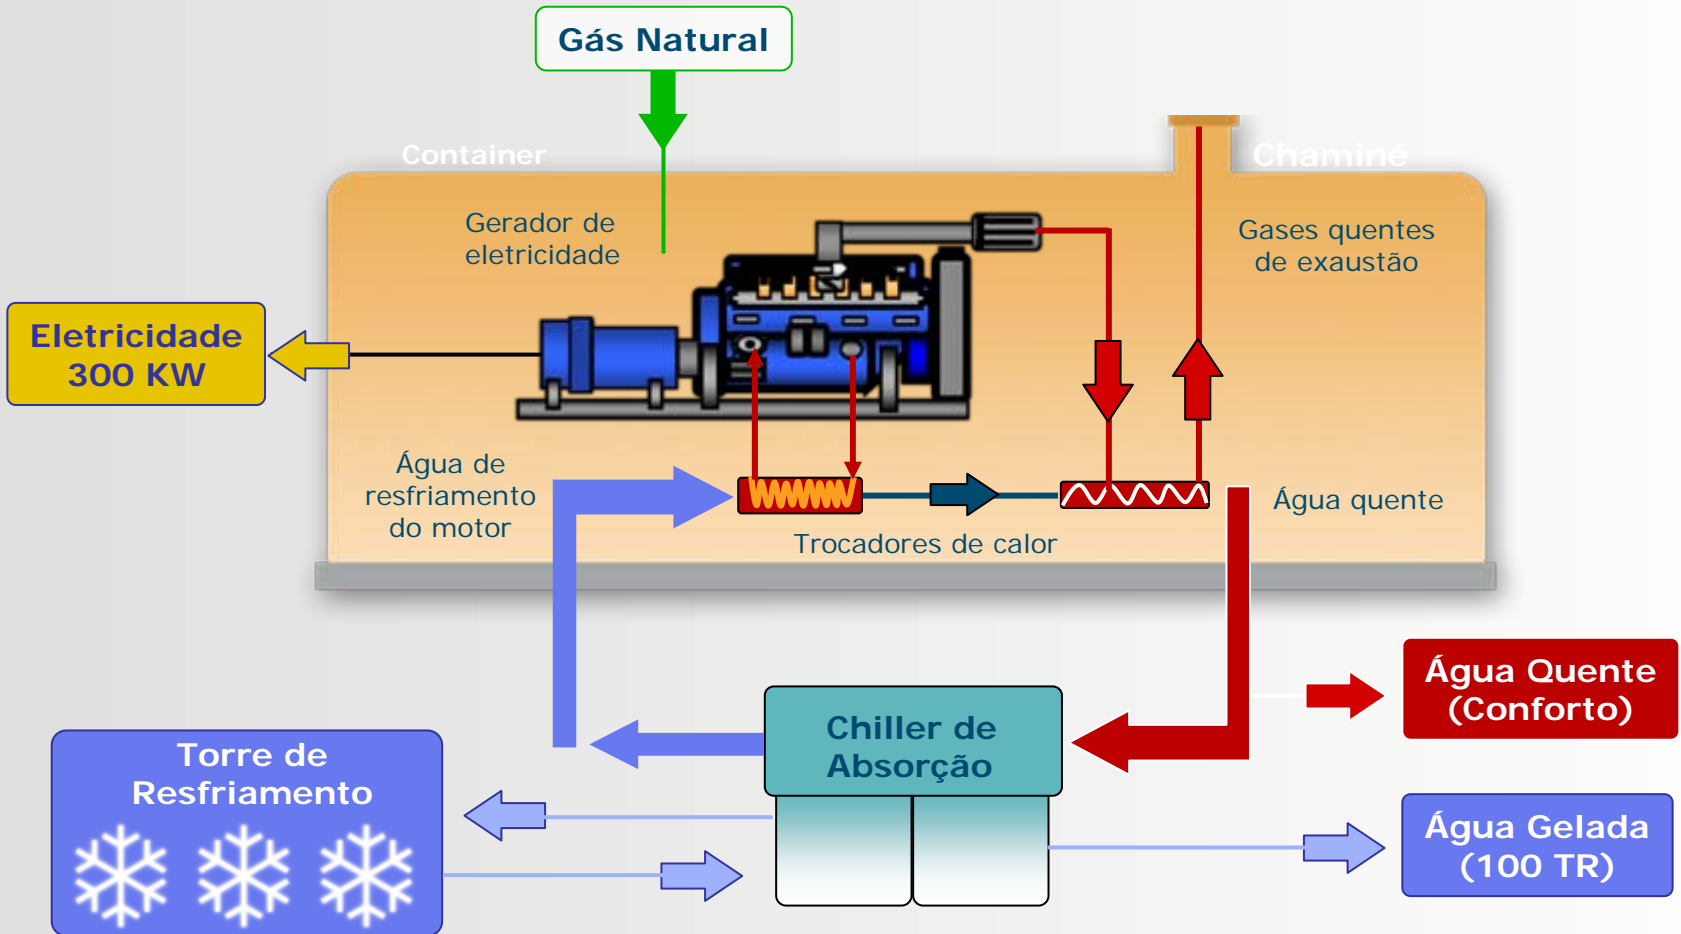 Gás Natural
Container
Chaminé
Gerador de
eletricidade
Gases quentes
de exaustão
Eletricidade
300 KW
Água de
resfriamento
do motor
Água quente
Trocadores de calor
Água Quente
(Conforto)
Chiller de
Absorção
Torre de
Resfriamento
Água Gelada
(100 TR)